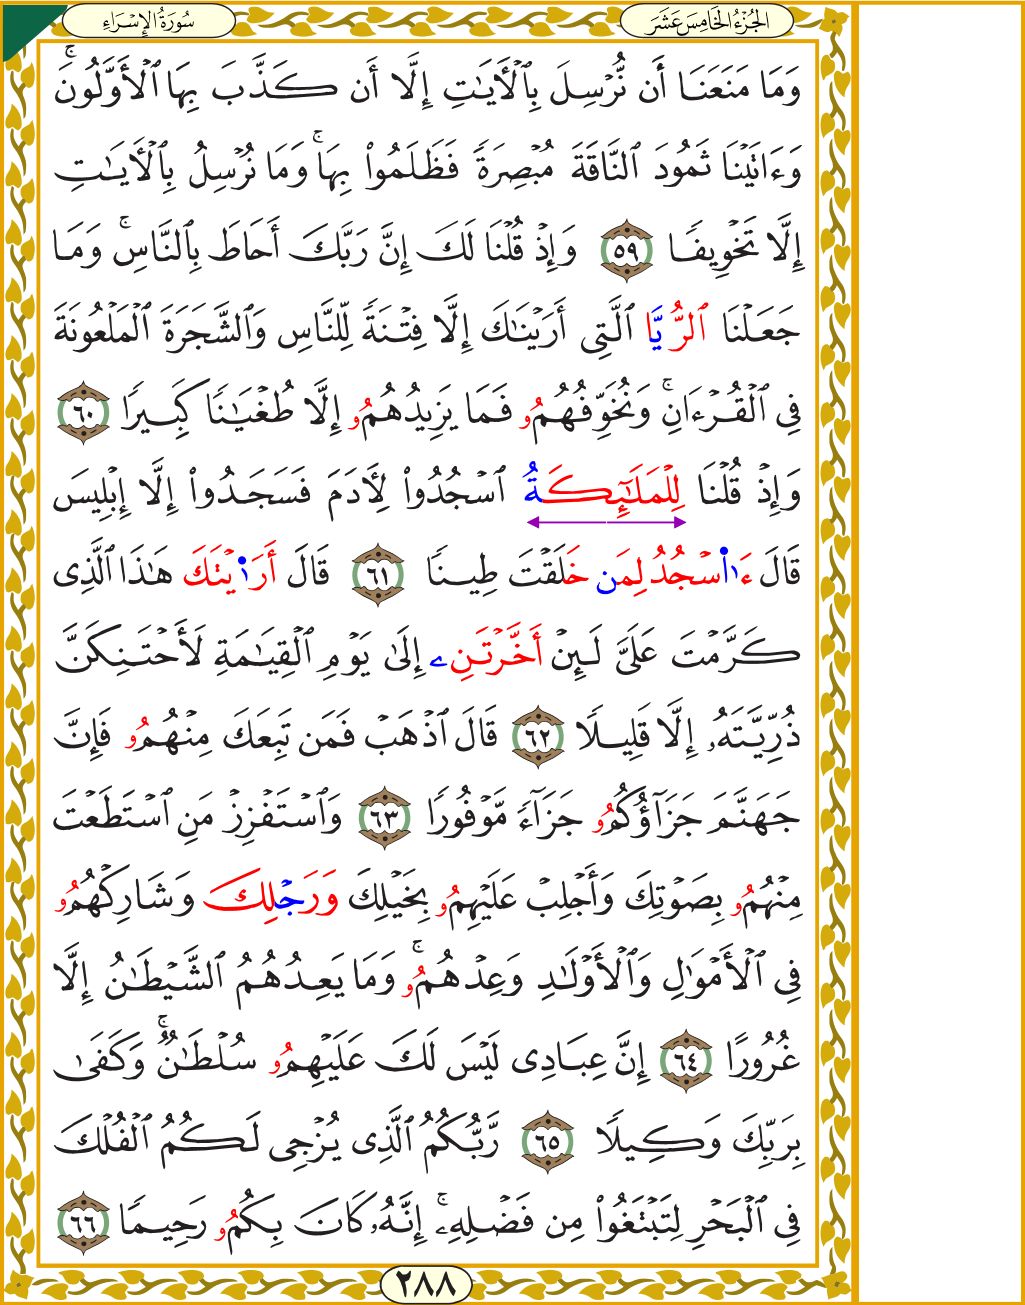 سُورَةُ الإِسْرَاءِ
الجُزْءُ الخَامِسَ عَشَرَ
وَمَا مَنَعَنَا أَن نُّرْسِلَ بِٱلْأَيَٰتِ إِلَّا أَن كَذَّبَ بِهَا ٱلْأَوَّلُونَۚ
وَءَاتَيْنَا ثَمُودَ ٱلنَّاقَةَ مُبْصِرَةً فَظَلَمُوا۟ بِهَاۚ وَمَا نُرْسِلُ بِٱلْأَيَٰتِ
إِلَّا تَخْوِيفًا ٥٩ وَإِذْ قُلْنَا لَكَ إِنَّ رَبَّكَ أَحَاطَ بِٱلنَّاسِۚ وَمَا
جَعَلْنَا ٱلرُّيَّا ٱلَّتِى أَرَيْنَٰكَ إِلَّا فِتْنَةً لِّلنَّاسِ وَٱلشَّجَرَةَ ٱلْمَلْعُونَةَ
فِى ٱلْقُرْءَانِۚ وَنُخَوِّفُهُمُۥ فَمَا يَزِيدُهُمُۥ إِلَّا طُغْيَٰنًا كَبِيرًا ٦٠
وَإِذْ قُلْنَا لِلْمَلَٰٓئِكَةُ ٱسْجُدُوا۟ لِأَدَمَ فَسَجَدُوا۟ إِلَّا إِبْلِيسَ
قَالَ ءَا۬سْجُدُ لِمَن خَلَقْتَ طِينًا ٦١ قَالَ أَرَا۬يْتَكَ هَٰذَا ٱلَّذِى
كَرَّمْتَ عَلَىَّ لَئِنْ أَخَّرْتَنِۦ إِلَىٰ يَوْمِ ٱلْقِيَٰمَةِ لَأَحْتَنِكَنَّ
ذُرِّيَّتَهُۥ إِلَّا قَلِيلًا ٦٢ قَالَ ٱذْهَبْ فَمَن تَبِعَكَ مِنْهُمُۥ فَإِنَّ
جَهَنَّمَ جَزَآؤُكُمُۥ جَزَآءً مَّوْفُورًا ٦٣ وَٱسْتَفْزِزْ مَنِ ٱسْتَطَعْتَ
مِنْهُمُۥ بِصَوْتِكَ وَأَجْلِبْ عَلَيْهِمُۥ بِخَيْلِكَ وَرَجْلِكَ وَشَارِكْهُمُۥ
فِى ٱلْأَمْوَٰلِ وَٱلْأَوْلَٰدِ وَعِدْهُمُۥۚ وَمَا يَعِدُهُمُ ٱلشَّيْطَٰنُ إِلَّا
غُرُورًا ٦٤ إِنَّ عِبَادِى لَيْسَ لَكَ عَلَيْهِمُۥ سُلْطَٰنٌۚ وَكَفَىٰ
بِرَبِّكَ وَكِيلًا ٦٥ رَّبُّكُمُ ٱلَّذِى يُزْجِى لَكُمُ ٱلْفُلْكَ
فِى ٱلْبَحْرِ لِتَبْتَغُوا۟ مِن فَضْلِهِۦۚ إِنَّهُۥ كَانَ بِكُمُۥ رَحِيمًا ٦٦
٢٨٨